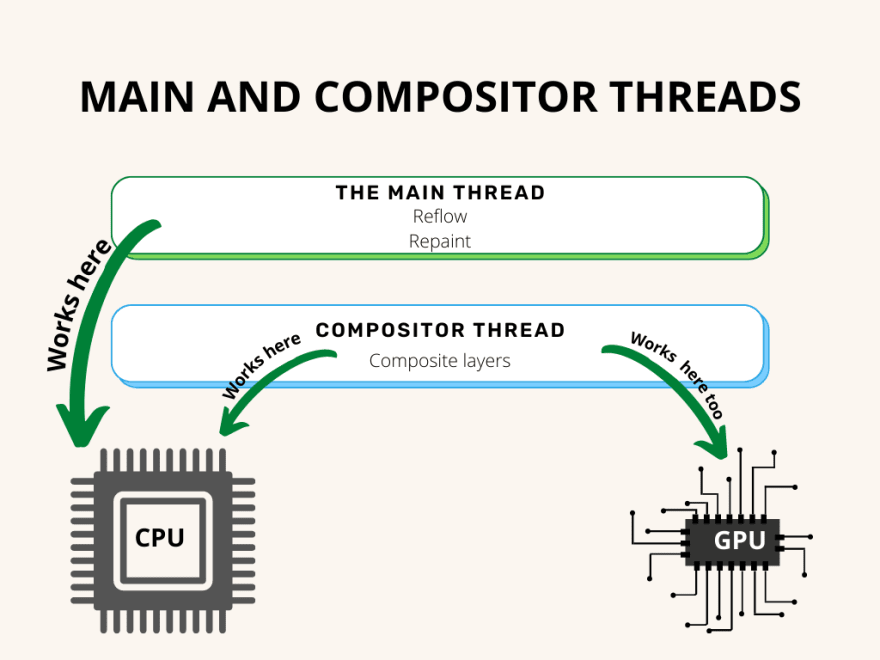 MAIN AND COMPOSITOR THREADS
THE MAIN THREAD
Reflow
Repaint
Works here
COMPOSITOR THREAD
Composite layers
Works here
Works here too
CPU
GPU